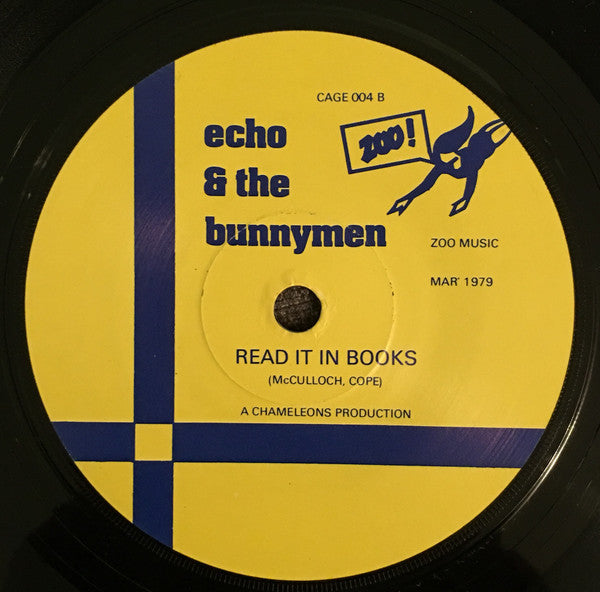 CAGE 004 B
ZOO!
echo
& the
bunnymen
ZOO MUSIC
MAR' 1979
READ IT IN BOOKS
(McCULLOCH, COPE)
A CHAMELEONS PRODUCTION